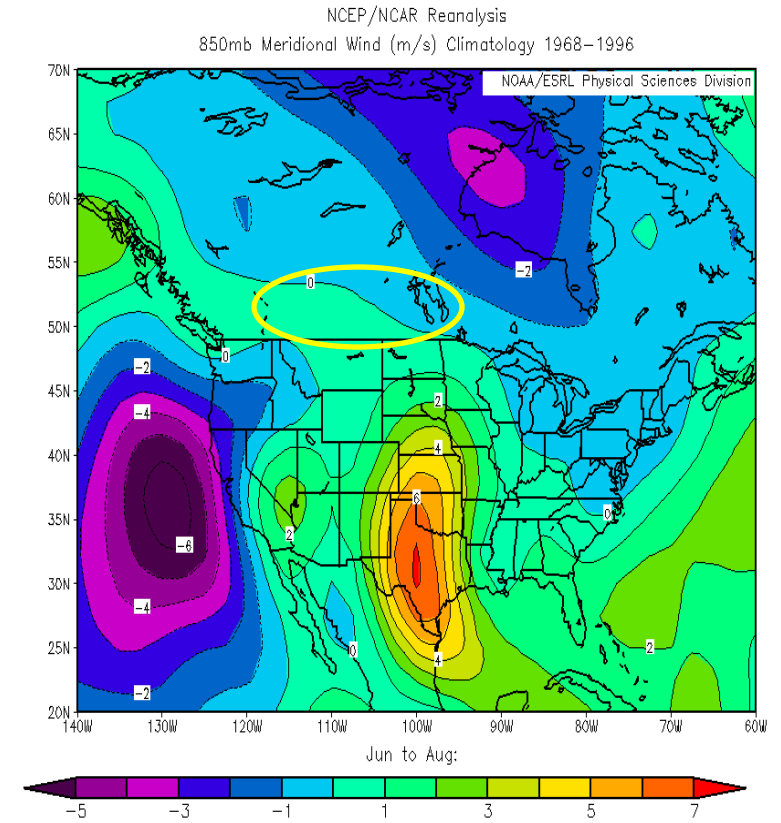 NCEP/NCAR Reanalysis
850mb Meridional Wind (m/s) Climatology 1968-1996
70N
NOAA/ESRL Physical Sciences Division
65N
60N
55N
-2
0
50N
0
-2
45N
2
-4
40N
4
6
0
35N
2
-6
30N
-4
25N
0
2
4
-2
20N
140W 130W 120W 110W 100W 90W 80W 70W 60W
Jun to Aug:
-5 -3 -1 1 3 5 7